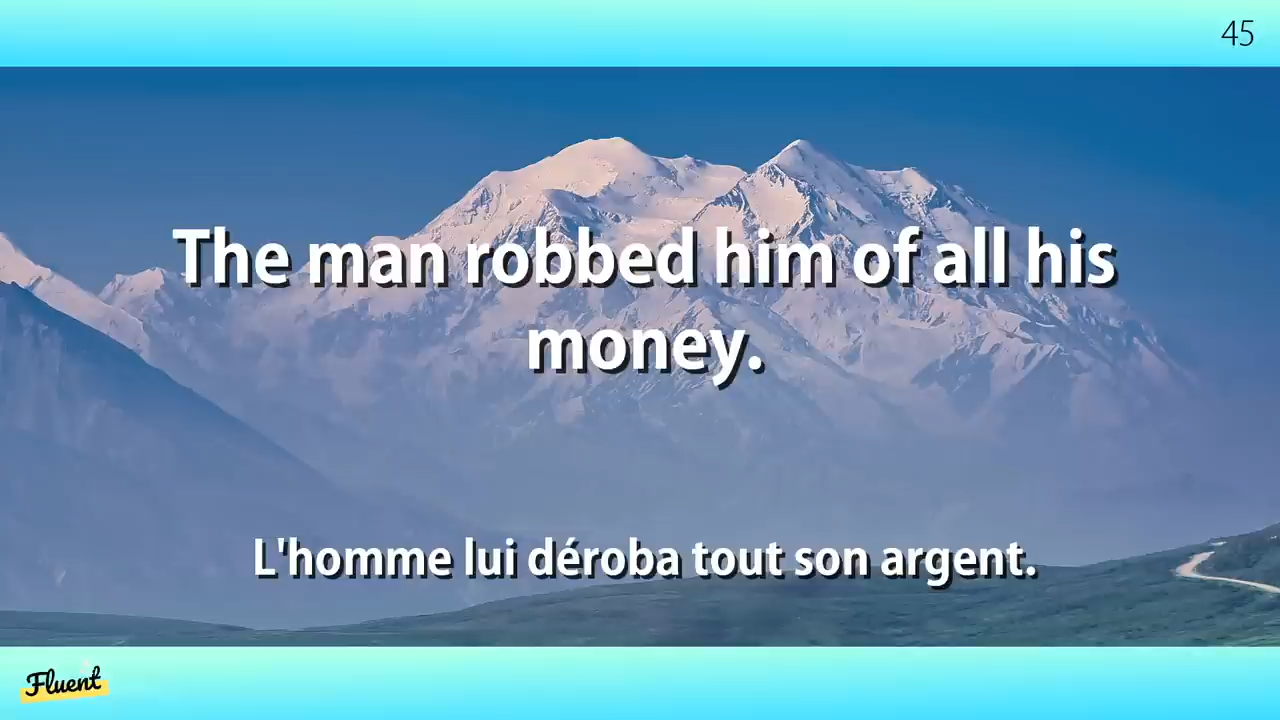 45
The man robbed him of all his
money.
L'homme lui déroba tout son argent.
Fluent